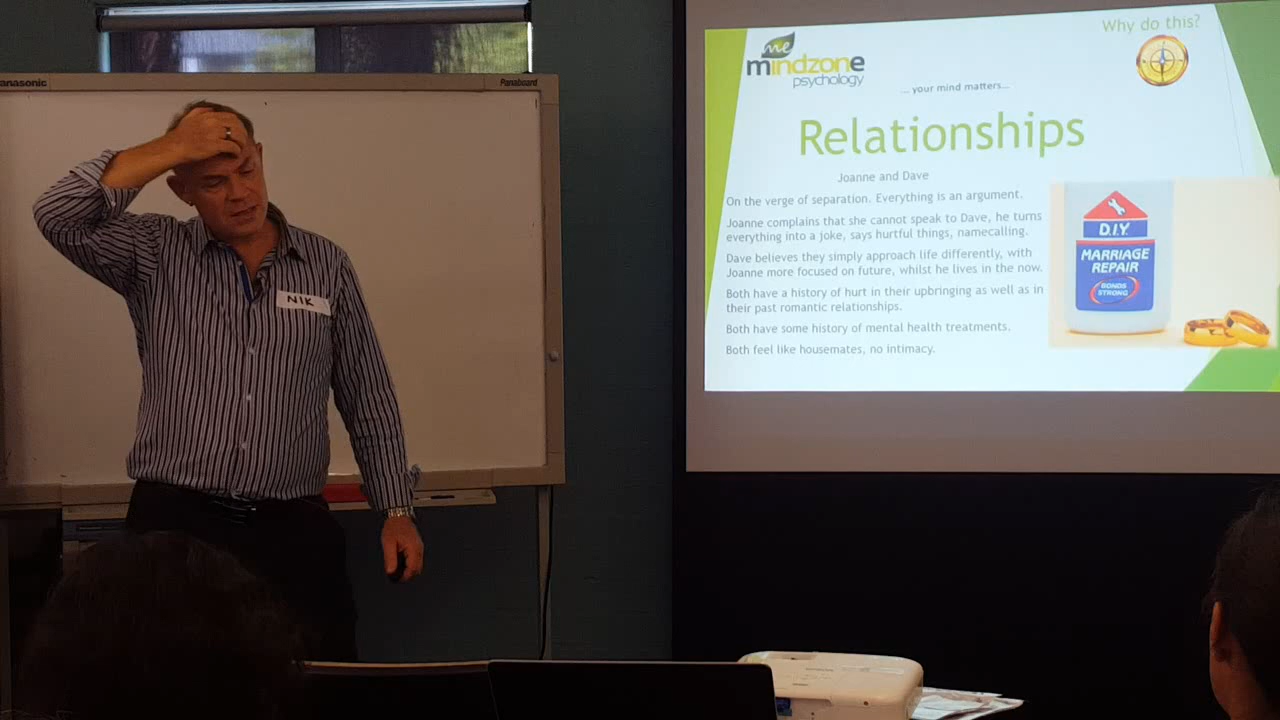 Panasonic
Panaboard
NIK
me
mindzone
psychology
... your mind matters...
Why do this?
Relationships
Joanne and Dave
On the verge of separation. Everything is an argument.
Joanne complains that she cannot speak to Dave, he turns
everything into a joke, says hurtful things, namecalling.
Dave believes they simply approach life differently, with
Joanne more focused on future, whilst he lives in the now.
Both have a history of hurt in their upbringing as well as in
their past romantic relationships.
Both have some history of mental health treatments.
Both feel like housemates, no intimacy.
D.I.Y.
MARRIAGE
REPAIR
BONDS
STRONG